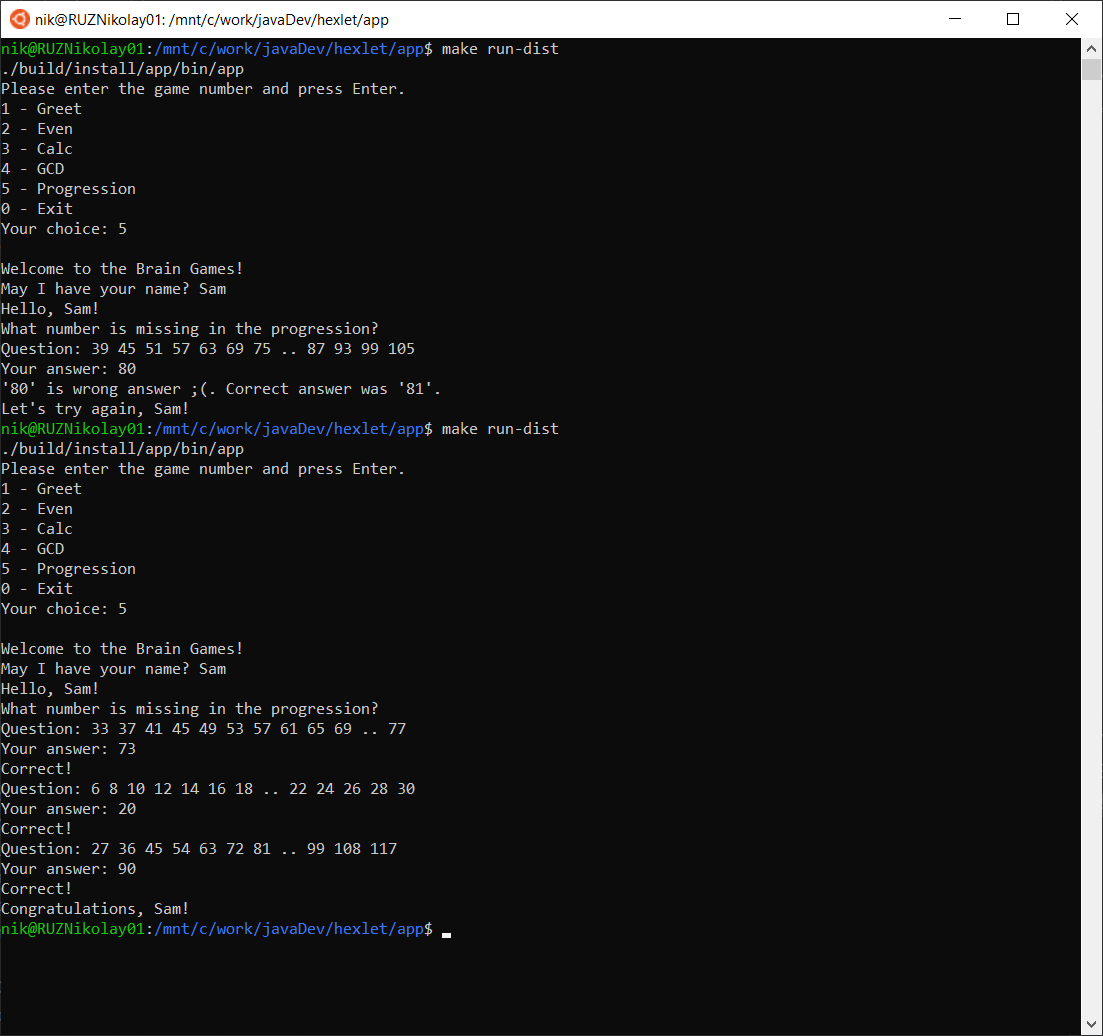 nik@RUZNikolay01: /mnt/c/work/javaDev/hexlet/app
nik@RUZNikolay01:/mnt/c/work/javaDev/hexlet/app$ make run-dist
./build/install/app/bin/app
Please enter the game number and press Enter.
1 - Greet
2 - Even
3 - Calc
4 - GCD
5 - Progression
0 - Exit
Your choice: 5
Welcome to the Brain Games!
May I have your name? Sam
Hello, Sam!
What number is missing in the progression?
Question: 39 45 51 57 63 69 75 .. 87 93 99 105
Your answer: 80
'80' is wrong answer ;(. Correct answer was '81'.
Let's try again, Sam!
nik@RUZNikolay01:/mnt/c/work/javaDev/hexlet/app$ make run-dist
./build/install/app/bin/app
Please enter the game number and press Enter.
1 - Greet
2 - Even
3 - Calc
4 - GCD
5 - Progression
0 - Exit
Your choice: 5
Welcome to the Brain Games!
May I have your name? Sam
Hello, Sam!
What number is missing in the progression?
Question: 33 37 41 45 49 53 57 61 65 69 .. 77
Your answer: 73
Correct!
Question: 6 8 10 12 14 16 18 .. 22 24 26 28 30
Your answer: 20
Correct!
Question: 27 36 45 54 63 72 81 .. 99 108 117
Your answer: 90
Correct!
Congratulations, Sam!
nik@RUZNikolay01:/mnt/c/work/javaDev/hexlet/app$